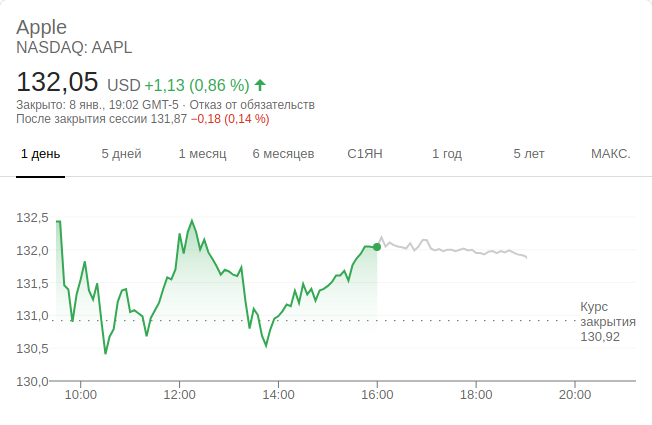 Apple
NASDAQ: AAPL
132,05 USD +1,13 (0,86 %)
Закрыто: 8 янв., 19:02 GMT-5 · Отказ от обязательств
После закрытия сессии 131,87 −0,18 (0,14 %)
1 день 5 дней 1 месяц 6 месяцев С1ЯН 1 год 5 лет МАКС.
132,5
132,0
131,5
131,0
130,5
130,0
Курс
закрытия
130,92
10:00 12:00 14:00 16:00 18:00 20:00